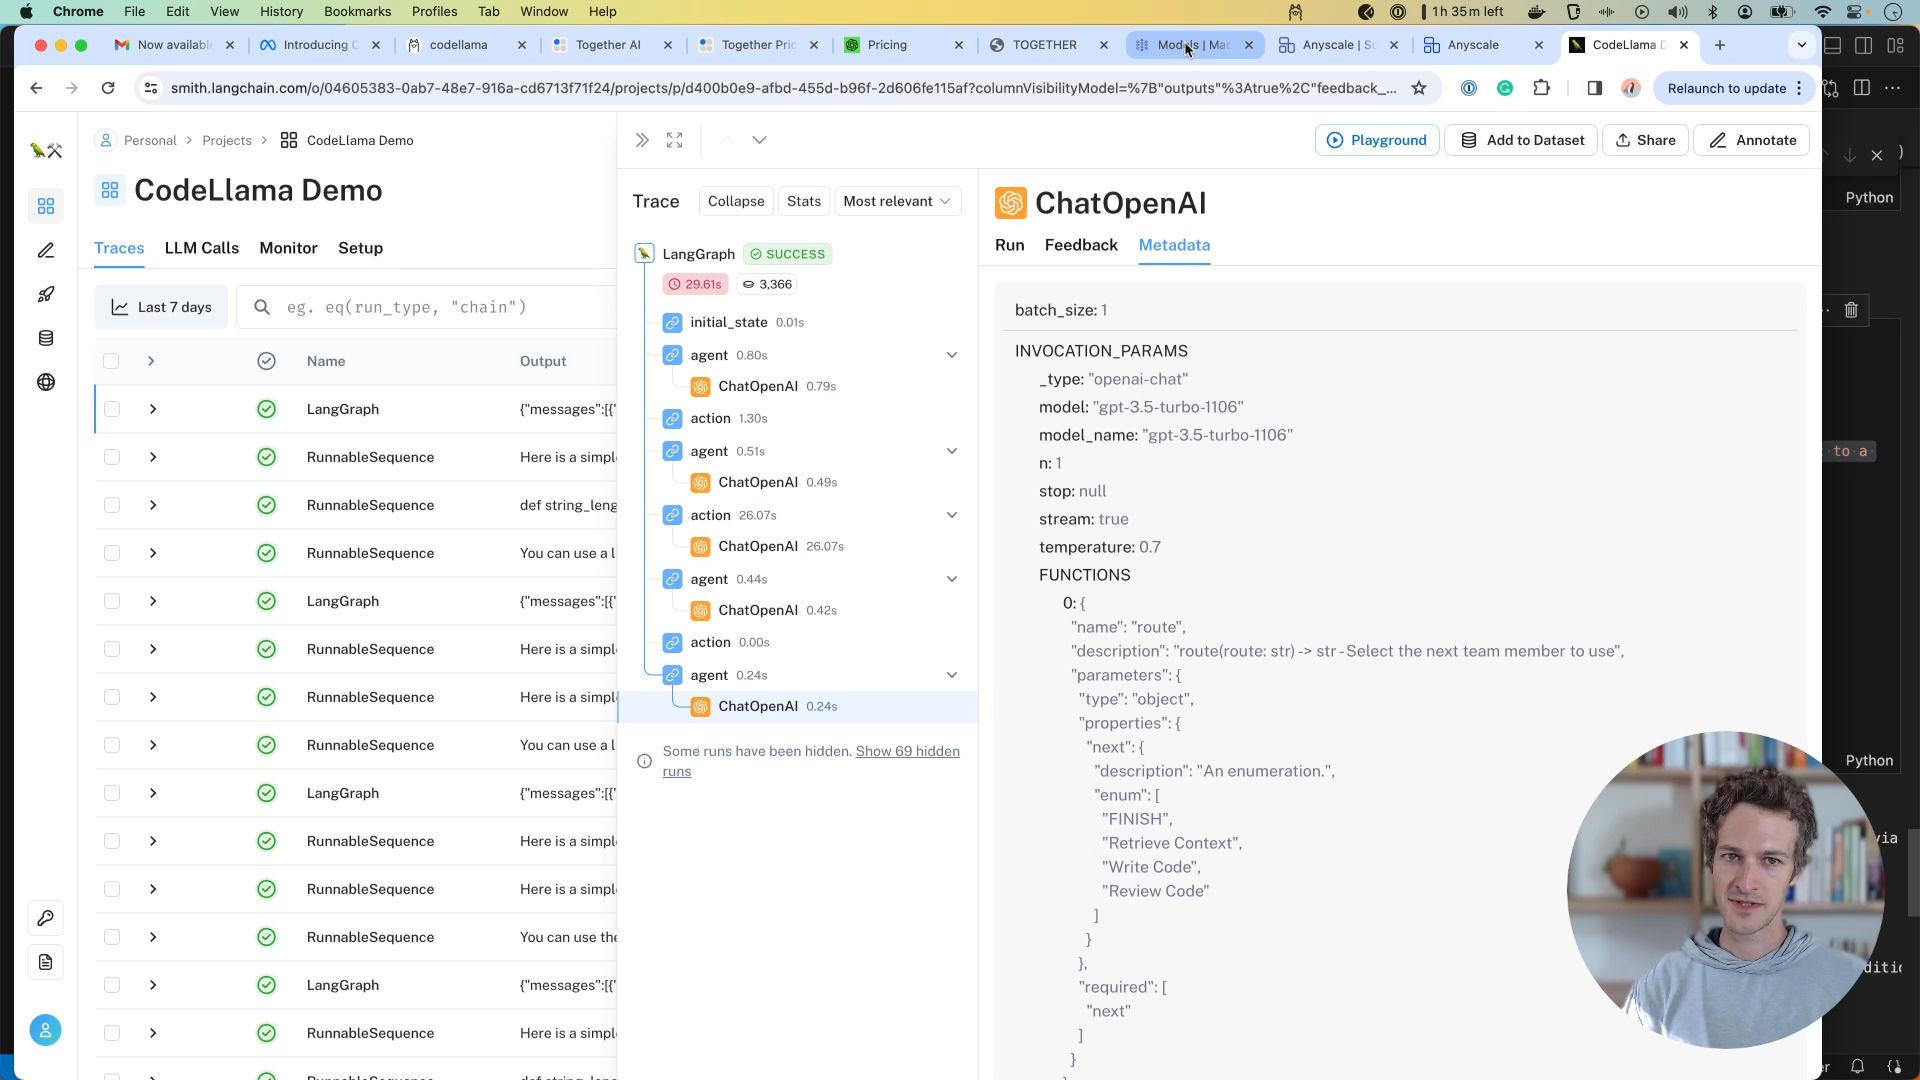 Chrome File Edit View History Bookmarks Profiles Tab Window Help
1 h 35 m left
Now availabl
Introducing C
codellama
Together AI
Together Pric
Pricing
TOGETHER
Models | Mac
Anyscale | Sc
Anyscale
CodeLlama D
smith.langchain.com/o/04605383-0ab7-48e7-916a-cd6713f71f24/projects/p/d400b0e9-afbd-455d-b96f-2d606fe115af?columnVisibilityModel=%7B"outputs"%3Atrue%2C"feedback_...
Relaunch to update
Personal > Projects > CodeLlama Demo
Playground
Add to Dataset
Share
Annotate
CodeLlama Demo
Traces LLM Calls Monitor Setup
Last 7 days
eg. eq(run_type, "chain")
Name Output
LangGraph {"messages":[{"
RunnableSequence Here is a simpl
RunnableSequence def string_leng
RunnableSequence You can use a l
LangGraph {"messages":[{"
RunnableSequence Here is a simpl
RunnableSequence Here is a simpl
RunnableSequence You can use a l
LangGraph {"messages":[{"
RunnableSequence Here is a simpl
RunnableSequence Here is a simpl
RunnableSequence You can use the
LangGraph {"messages":[{"
RunnableSequence Here is a simpl
Trace Collapse Stats Most relevant
LangGraph SUCCESS
29.61s 3,366
initial_state 0.01s
agent 0.80s
ChatOpenAI 0.79s
action 1.30s
agent 0.51s
ChatOpenAI 0.49s
action 26.07s
ChatOpenAI 26.07s
agent 0.44s
ChatOpenAI 0.42s
action 0.00s
agent 0.24s
ChatOpenAI 0.24s
Some runs have been hidden. Show 69 hidden
runs
ChatOpenAI
Run Feedback Metadata
batch_size: 1
INVOCATION_PARAMS
_type: "openai-chat"
model: "gpt-3.5-turbo-1106"
model_name: "gpt-3.5-turbo-1106"
n: 1
stop: null
stream: true
temperature: 0.7
FUNCTIONS
0: {
"name": "route",
"description": "route(route: str) -> str - Select the next team member to use",
"parameters": {
"type": "object",
"properties": {
"next": {
"description": "An enumeration.",
"enum": [
"FINISH",
"Retrieve Context",
"Write Code",
"Review Code"
]
}
},
"required": [
"next"
]
}
Python
to a
Python
via
ditic